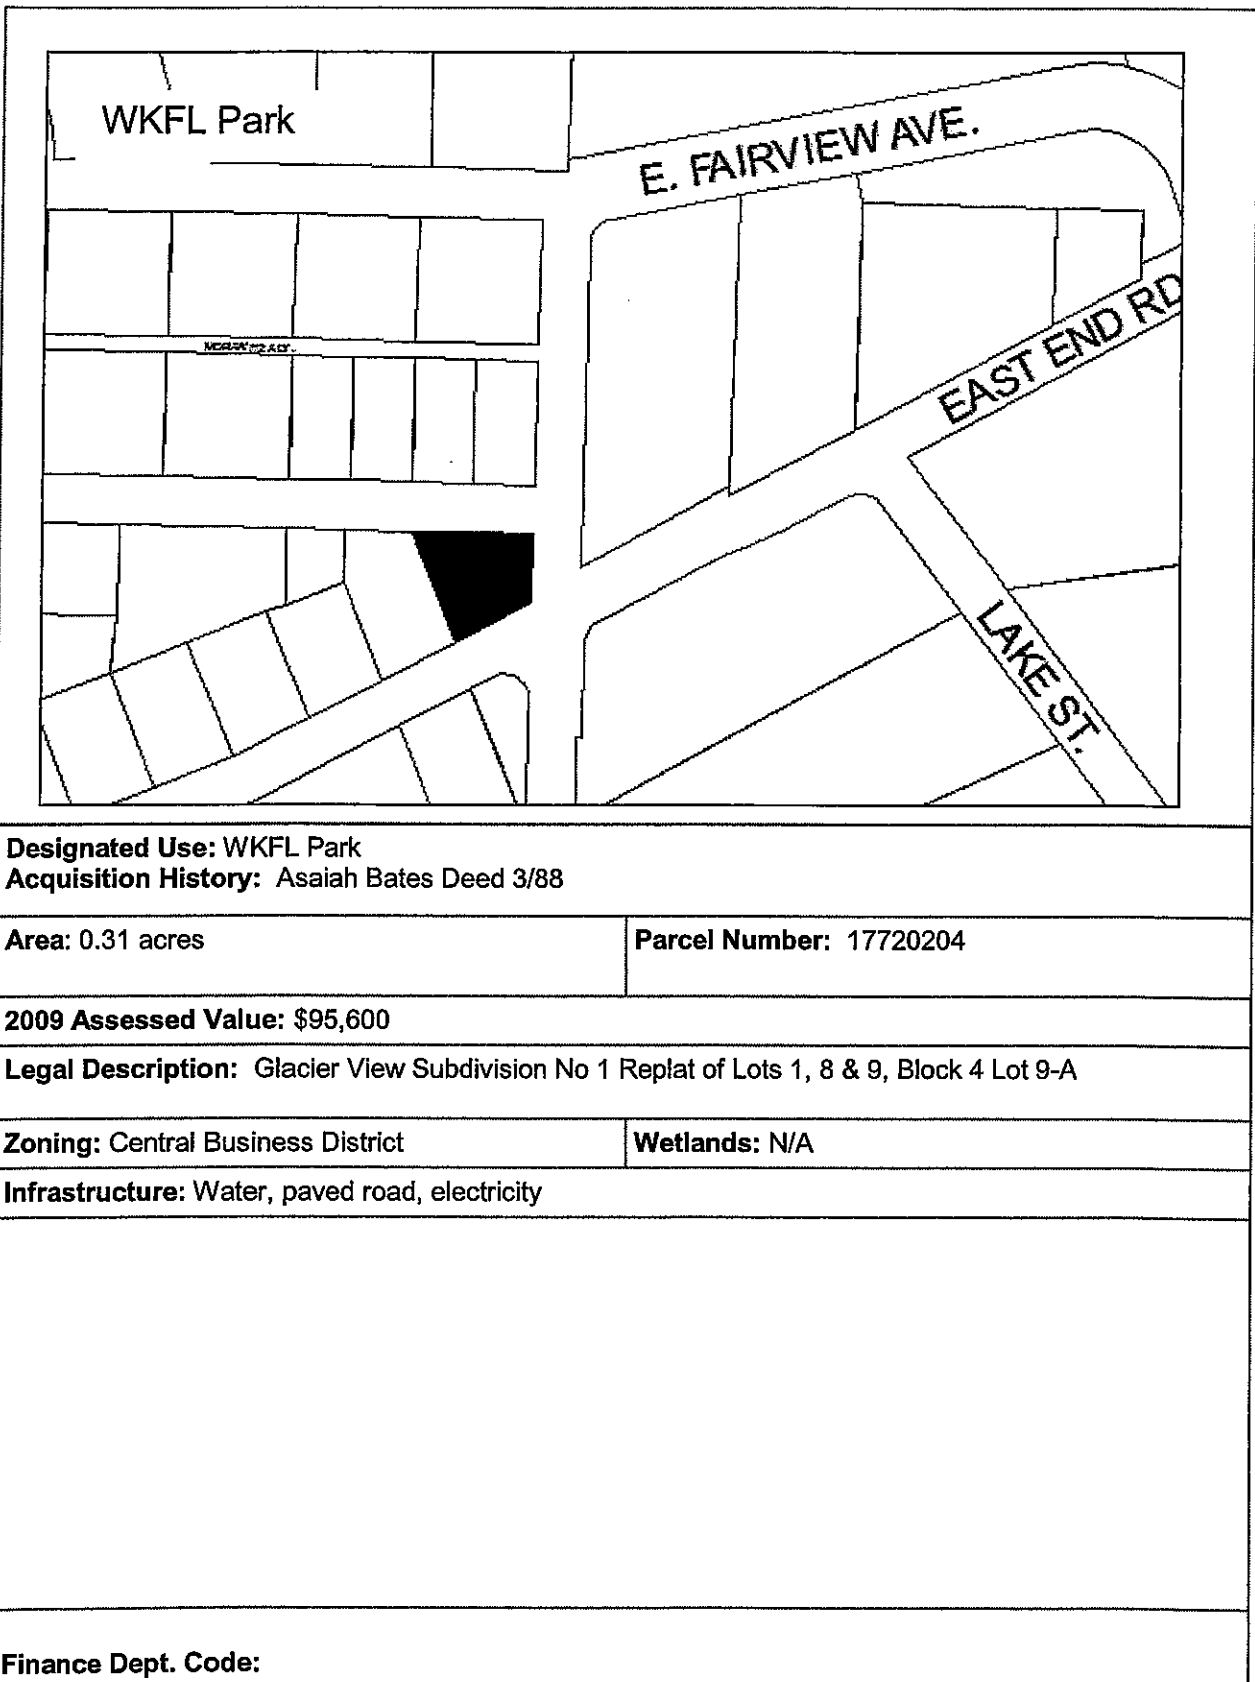 WKFL Park
E. FAIRVIEW AVE.
EAST END RD
LAKE ST.
Designated Use: WKFL Park
Acquisition History: Asaiah Bates Deed 3/88
Area: 0.31 acres
Parcel Number: 17720204
2009 Assessed Value: $95,600
Legal Description: Glacier View Subdivision No 1 Replat of Lots 1, 8 & 9, Block 4 Lot 9-A
Zoning: Central Business District
Wetlands: N/A
Infrastructure: Water, paved road, electricity
Finance Dept. Code: